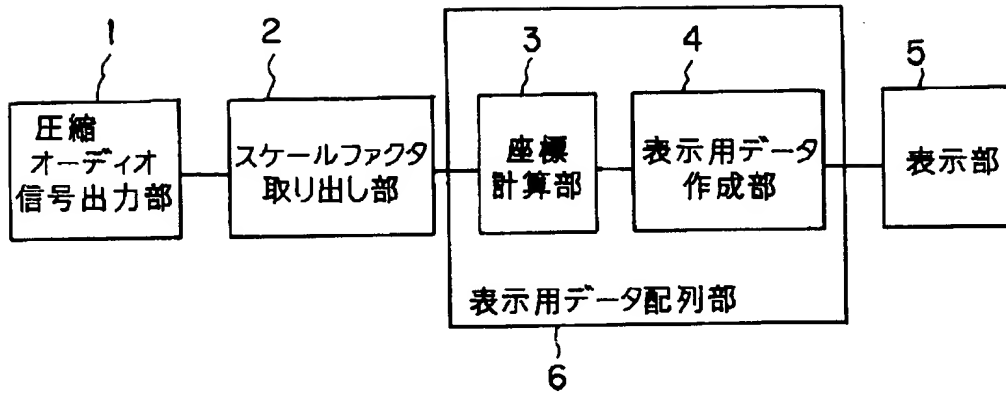 1
圧縮
オーディオ
信号出力部
2
スケールファクタ
取り出し部
3
座標
計算部
4
表示用データ
作成部
5
表示部
表示用データ配列部
6